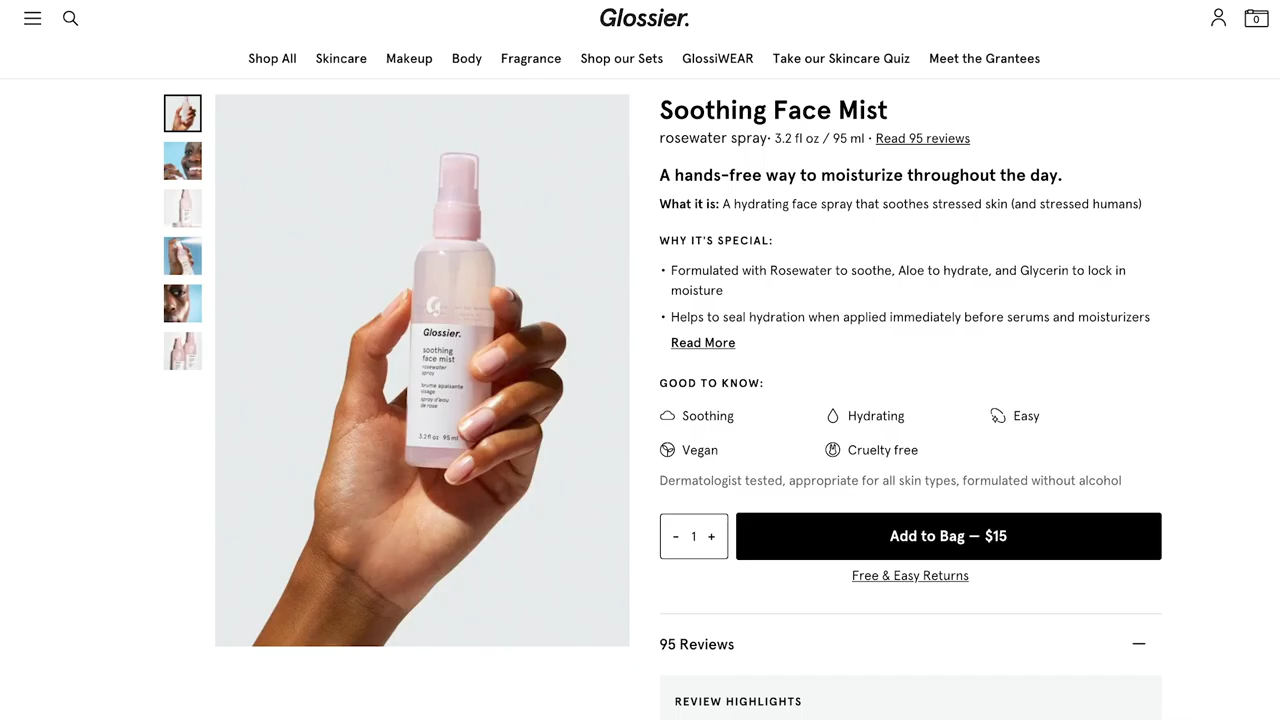 Glossier.
0
Shop All Skincare Makeup Body Fragrance Shop our Sets GlossiWEAR Take our Skincare Quiz Meet the Grantees
Glossier.
soothing
face mist
rosewater
spray
brume apaisante
visage
spray d'eau
de rose
3.2 fl oz 95 ml
Soothing Face Mist
rosewater spray· 3.2 fl oz / 95 ml · Read 95 reviews
A hands-free way to moisturize throughout the day.
What it is: A hydrating face spray that soothes stressed skin (and stressed humans)
WHY IT'S SPECIAL:
• Formulated with Rosewater to soothe, Aloe to hydrate, and Glycerin to lock in
moisture
• Helps to seal hydration when applied immediately before serums and moisturizers
Read More
GOOD TO KNOW:
Soothing Hydrating Easy
Vegan Cruelty free
Dermatologist tested, appropriate for all skin types, formulated without alcohol
- 1 + Add to Bag — $15
Free & Easy Returns
95 Reviews —
REVIEW HIGHLIGHTS